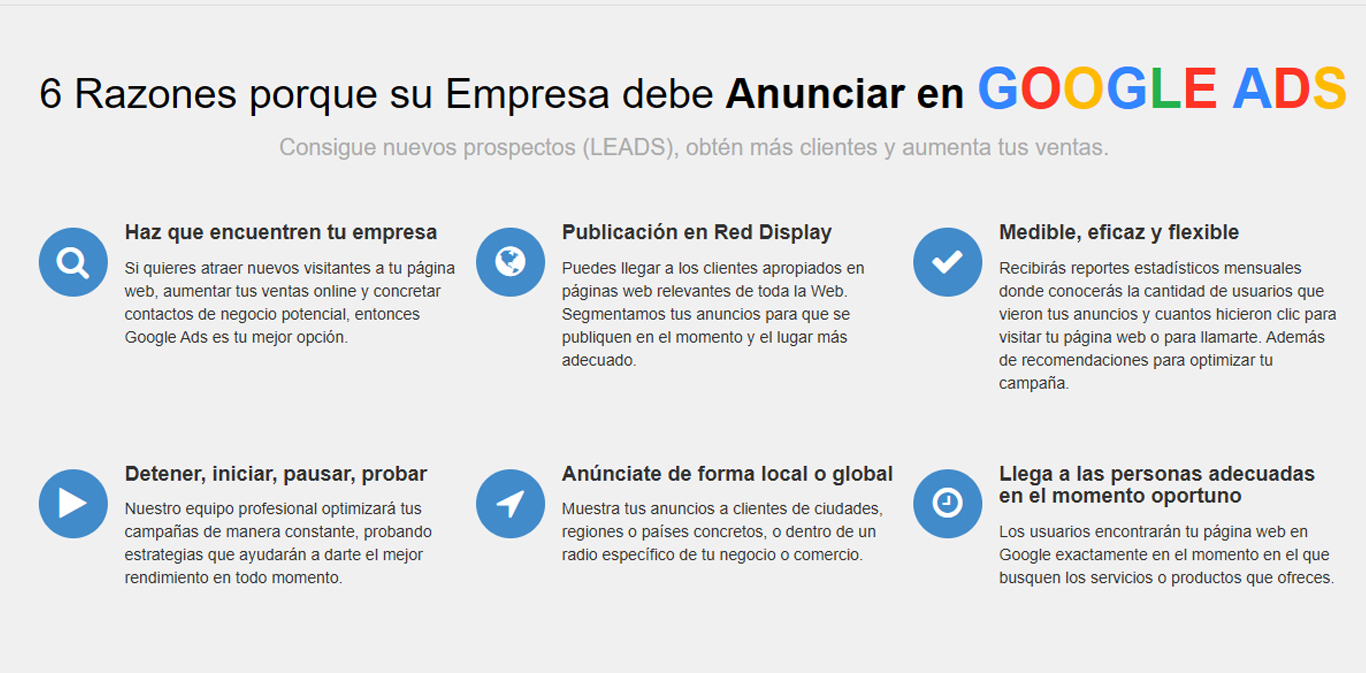 6 Razones porque su Empresa debe Anunciar en GOOGLE ADS
Consigue nuevos prospectos (LEADS), obtén más clientes y aumenta tus ventas.
Haz que encuentren tu empresa
Si quieres atraer nuevos visitantes a tu página
web, aumentar tus ventas online y concretar
contactos de negocio potencial, entonces
Google Ads es tu mejor opción.
Publicación en Red Display
Puedes llegar a los clientes apropiados en
páginas web relevantes de toda la Web.
Segmentamos tus anuncios para que se
publiquen en el momento y el lugar más
adecuado.
Medible, eficaz y flexible
Recibirás reportes estadísticos mensuales
donde conocerás la cantidad de usuarios que
vieron tus anuncios y cuantos hicieron clic para
visitar tu página web o para llamarte. Además
de recomendaciones para optimizar tu
campaña.
Detener, iniciar, pausar, probar
Nuestro equipo profesional optimizará tus
campañas de manera constante, probando
estrategias que ayudarán a darte el mejor
rendimiento en todo momento.
Anúnciate de forma local o global
Muestra tus anuncios a clientes de ciudades,
regiones o países concretos, o dentro de un
radio específico de tu negocio o comercio.
Llega a las personas adecuadas
en el momento oportuno
Los usuarios encontrarán tu página web en
Google exactamente en el momento en el que
busquen los servicios o productos que ofreces.